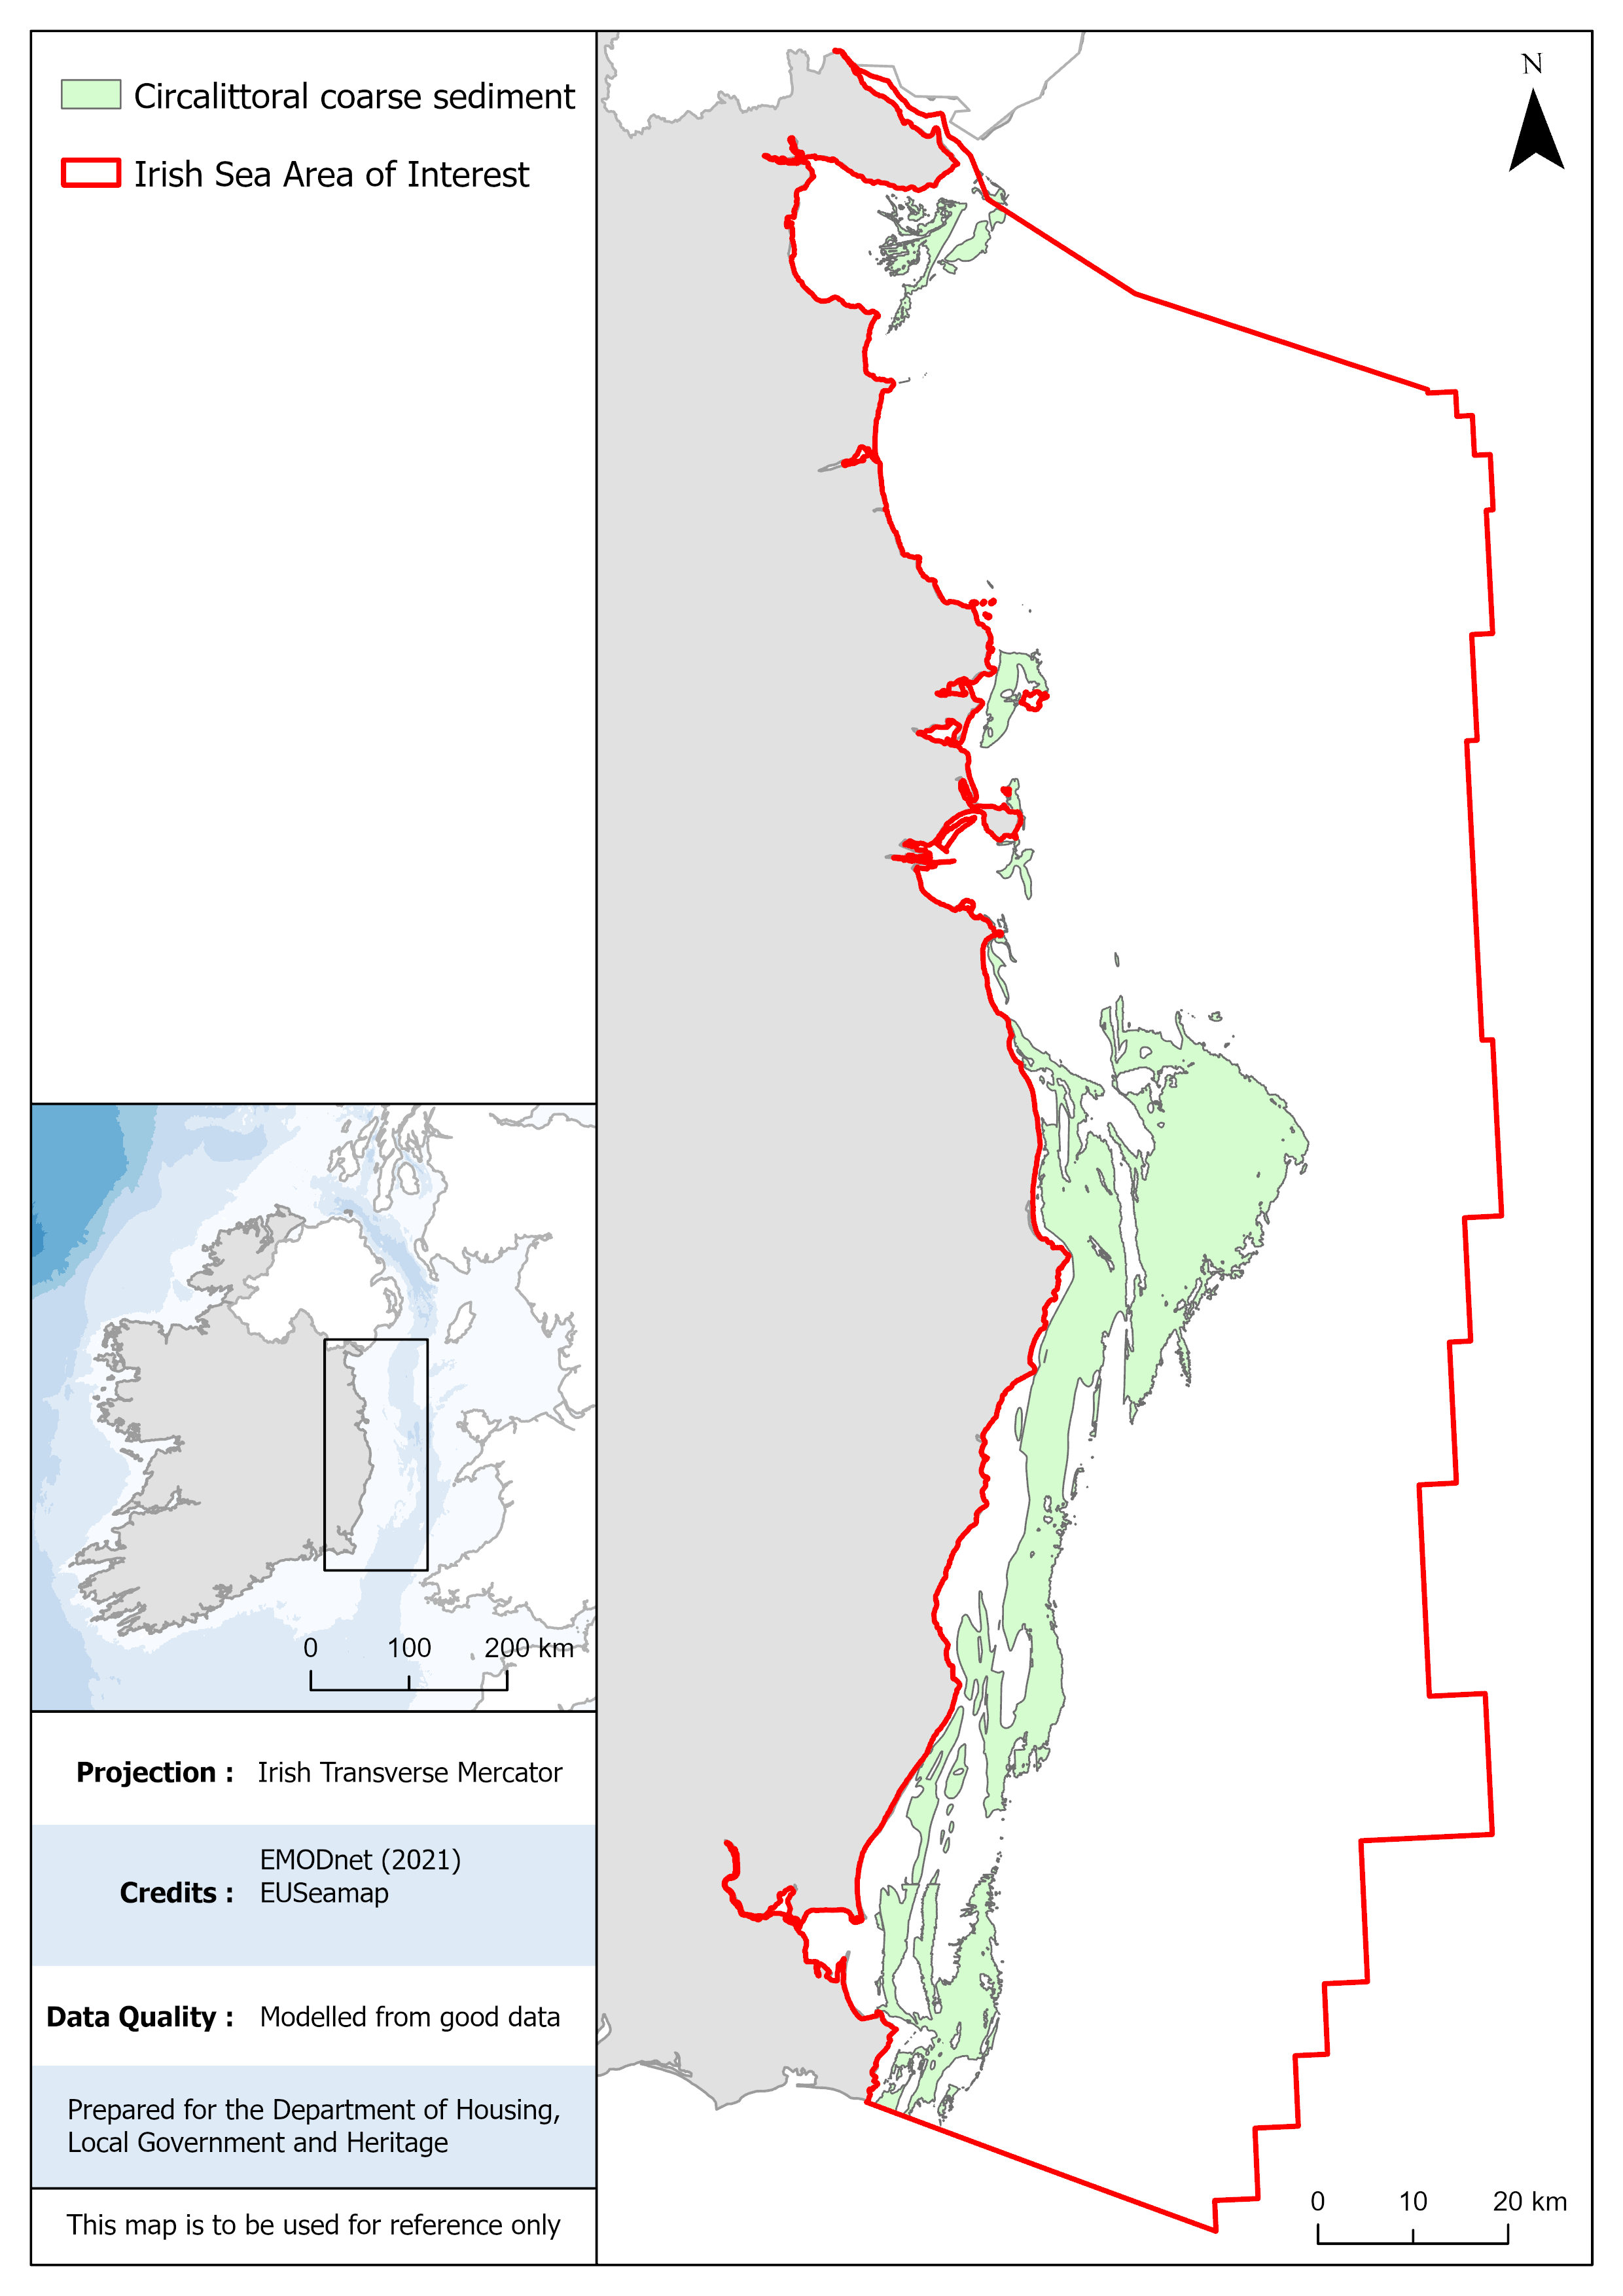 Circalittoral coarse sediment
Irish Sea Area of Interest
N
0 100 200 km
Projection : Irish Transverse Mercator
EMODnet (2021)
Credits : EUSeamap
Data Quality : Modelled from good data
Prepared for the Department of Housing,
Local Government and Heritage
This map is to be used for reference only
0 10 20 km